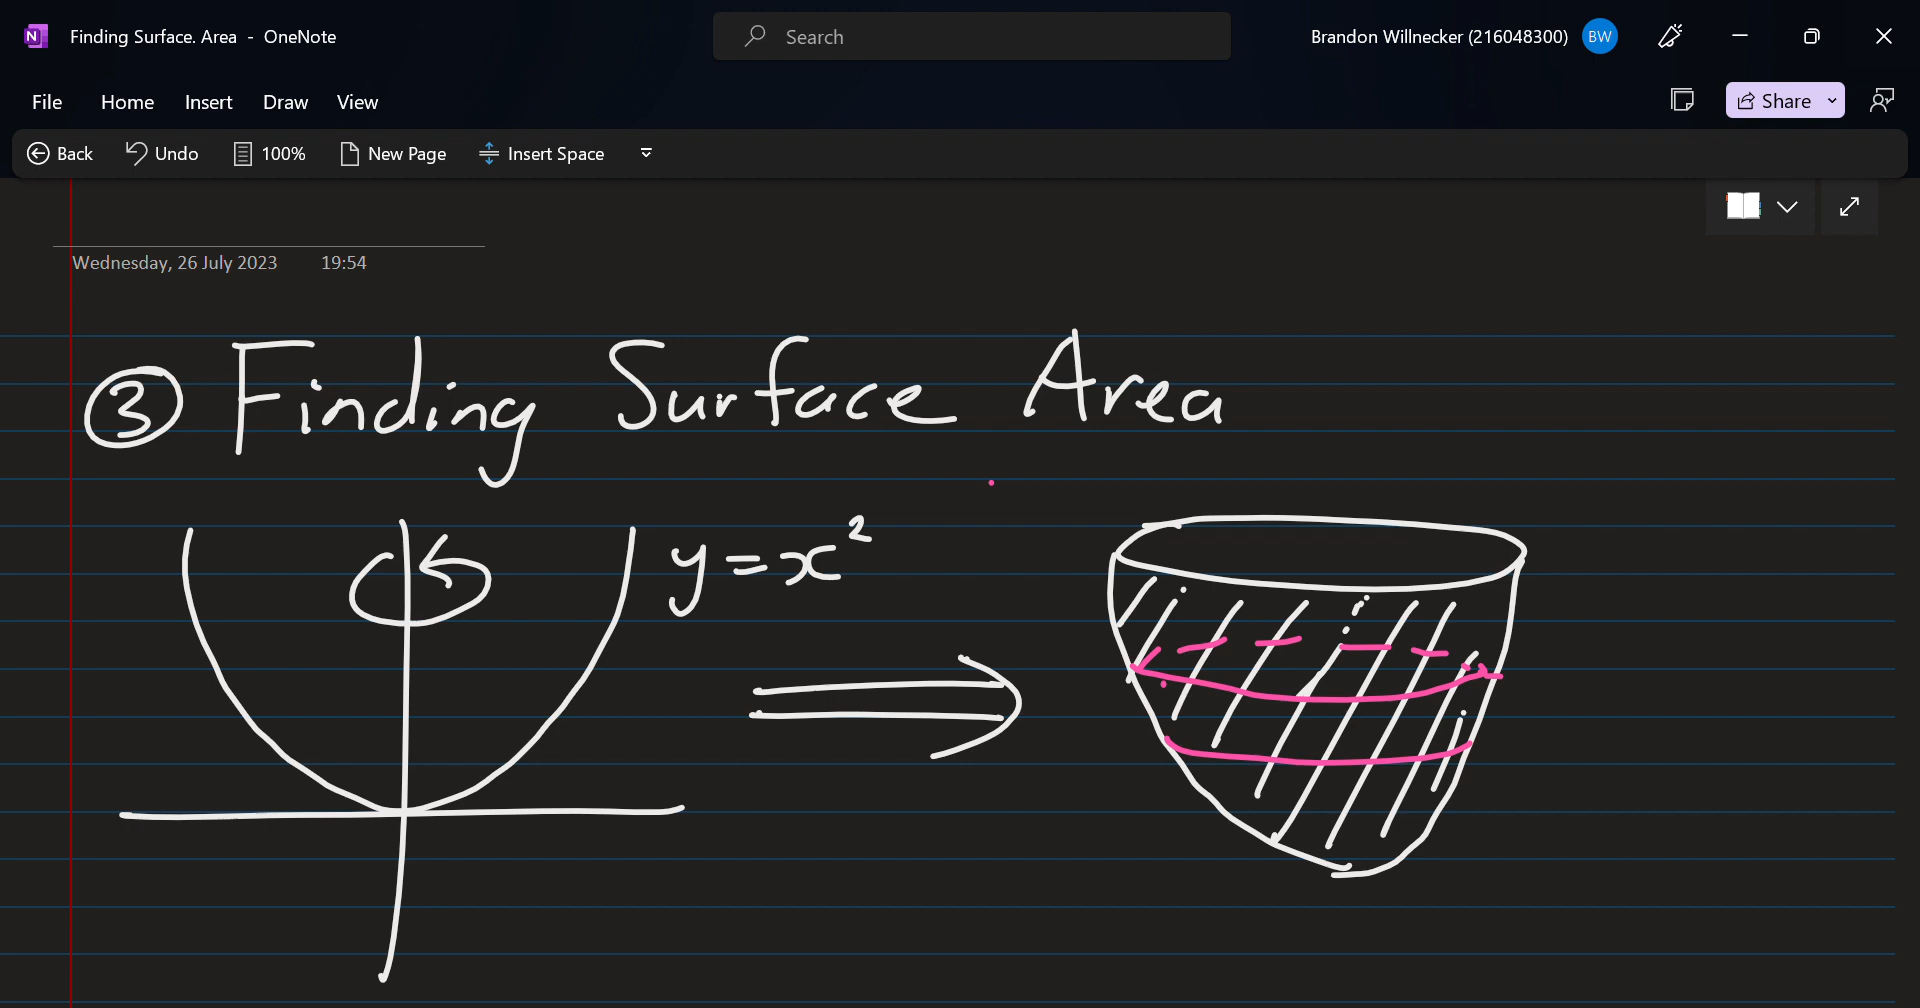 Finding Surface. Area - OneNote
Search
Brandon Willnecker (216048300) BW
File Home Insert Draw View
Share
Back Undo 100% New Page Insert Space
Wednesday, 26 July 2023 19:54
3 Finding Surface Area
y = x²